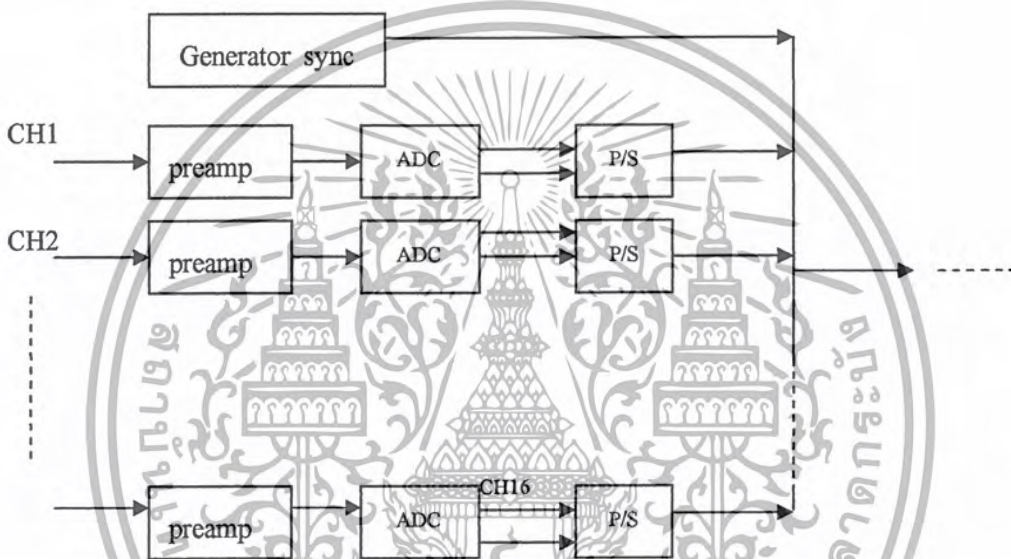 Generator sync
CH1
preamp
ADC
P/S
CH2
preamp
ADC
P/S
CH16
preamp
ADC
P/S